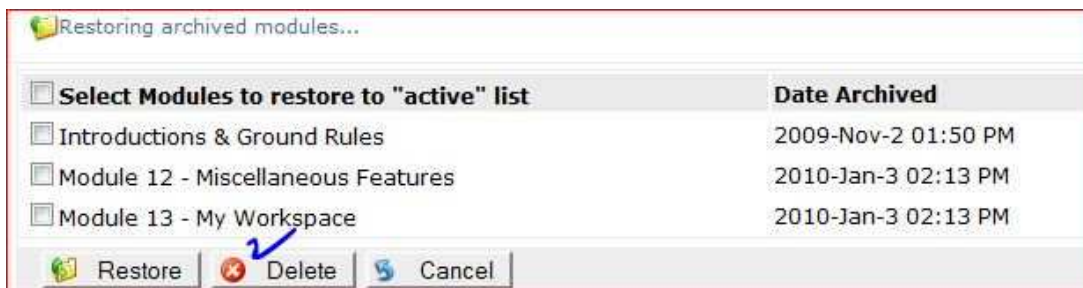 Restoring archived modules...
Select Modules to restore to "active" list Date Archived
Introductions & Ground Rules 2009-Nov-2 01:50 PM
Module 12 - Miscellaneous Features 2010-Jan-3 02:13 PM
Module 13 - My Workspace 2010-Jan-3 02:13 PM
Restore Delete Cancel